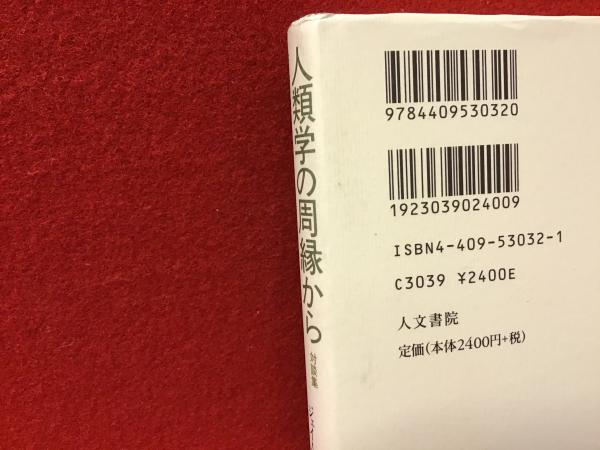 人類学の周縁から 対談集
9784409530320
1923039024009
ISBN4-409-53032-1
C3039 ¥2400E
人文書院
定価(本体2400円+税)